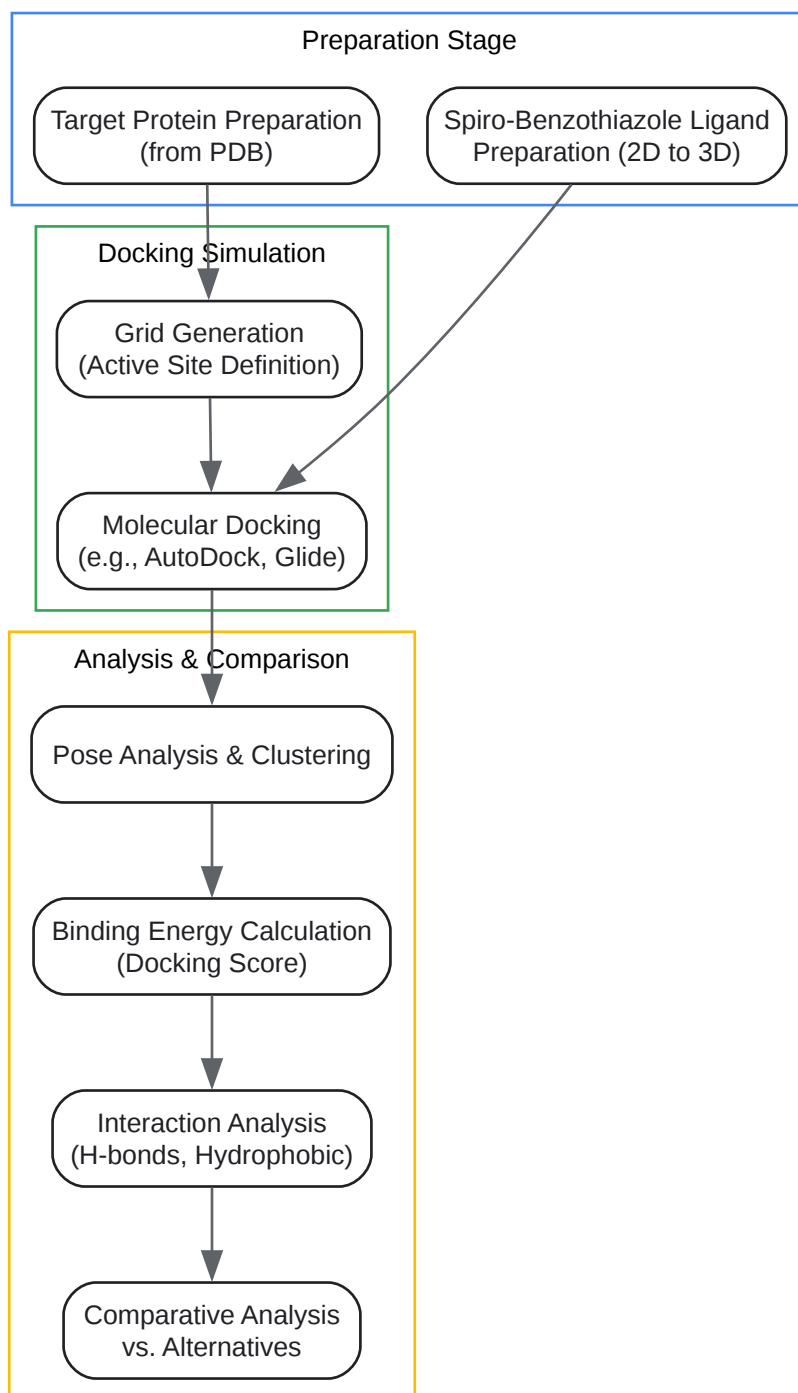 Preparation Stage
Target Protein Preparation
(from PDB)
Spiro-Benzothiazole Ligand
Preparation (2D to 3D)
Docking Simulation
Grid Generation
(Active Site Definition)
Molecular Docking
(e.g., AutoDock, Glide)
Analysis & Comparison
Pose Analysis & Clustering
Binding Energy Calculation
(Docking Score)
Interaction Analysis
(H-bonds, Hydrophobic)
Comparative Analysis
vs. Alternatives